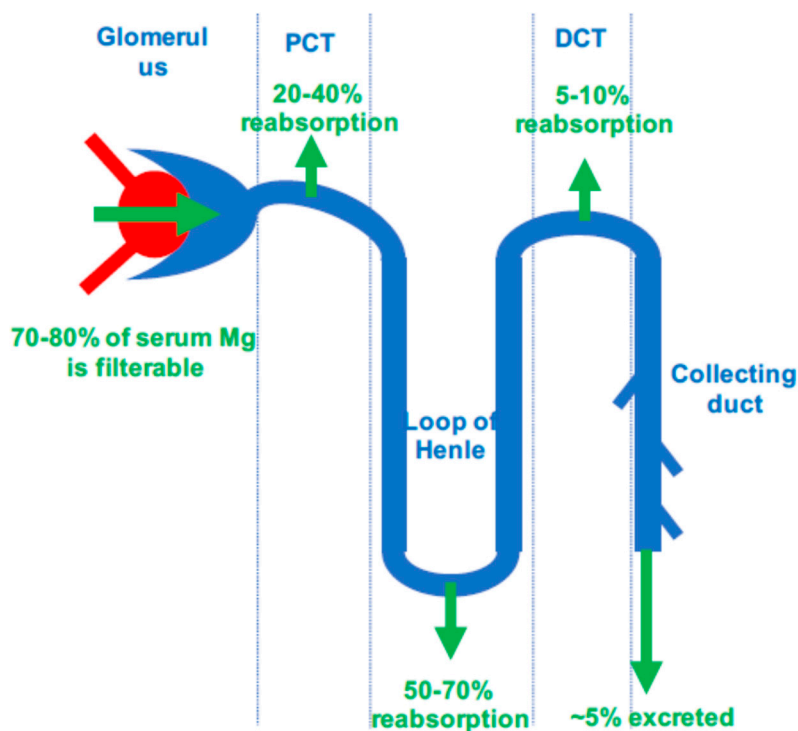 Glomerul
us
PCT
DCT
20-40%
reabsorption
5-10%
reabsorption
70-80% of serum Mg
is filterable
Loop of
Henle
Collecting
duct
50-70%
reabsorption
~5% excreted